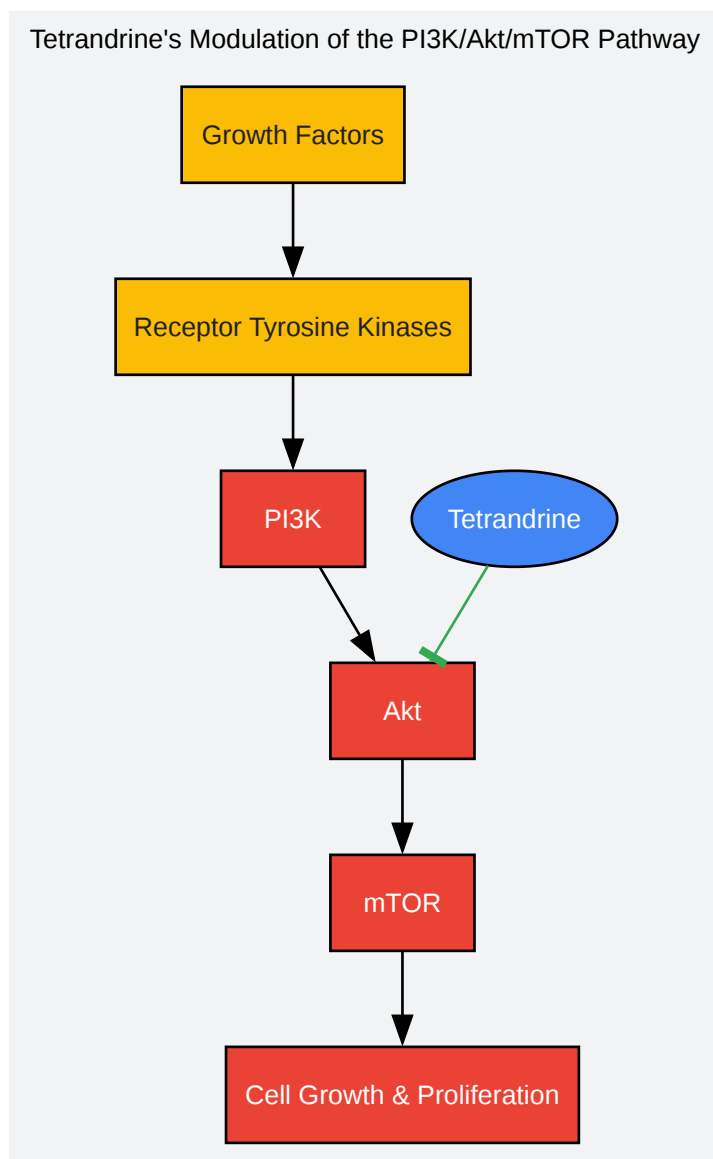 Tetrandrine's Modulation of the PI3K/Akt/mTOR Pathway
Growth Factors
Receptor Tyrosine Kinases
PI3K
Tetrandrine
Akt
mTOR
Cell Growth & Proliferation